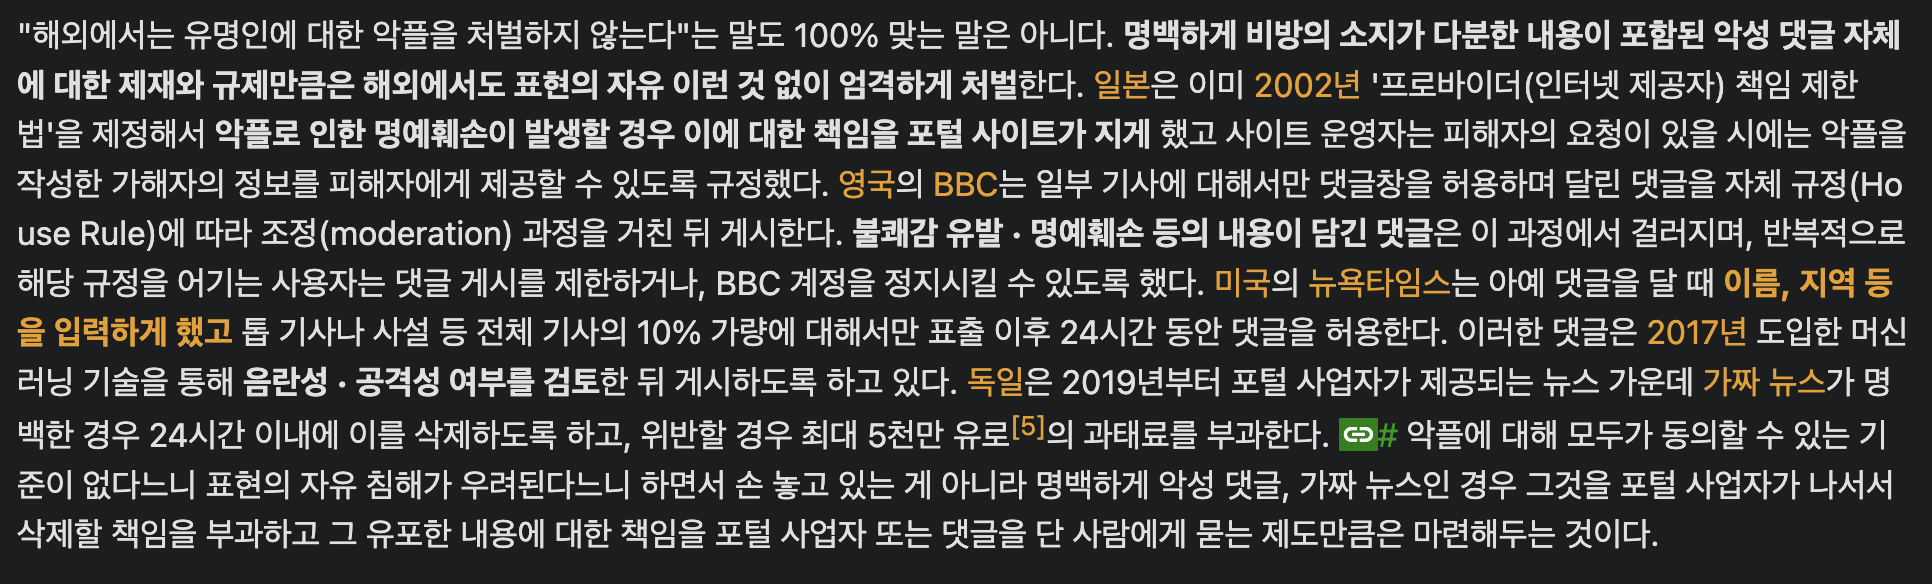 "해외에서는 유명인에 대한 악플을 처벌하지 않는다"는 말도 100% 맞는 말은 아니다. 명백하게 비방의 소지가 다분한 내용이 포함된 악성 댓글 자체
에 대한 제재와 규제만큼은 해외에서도 표현의 자유 이런 것 없이 엄격하게 처벌한다. 일본은 이미 2002년 '프로바이더(인터넷 제공자) 책임 제한
법'을 제정해서 악플로 인한 명예훼손이 발생할 경우 이에 대한 책임을 포털 사이트가 지게 했고 사이트 운영자는 피해자의 요청이 있을 시에는 악플을
작성한 가해자의 정보를 피해자에게 제공할 수 있도록 규정했다. 영국의 BBC는 일부 기사에 대해서만 댓글창을 허용하며 달린 댓글을 자체 규정(Ho
use Rule)에 따라 조정(moderation) 과정을 거친 뒤 게시한다. 불쾌감 유발 · 명예훼손 등의 내용이 담긴 댓글은 이 과정에서 걸러지며, 반복적으로
해당 규정을 어기는 사용자는 댓글 게시를 제한하거나, BBC 계정을 정지시킬 수 있도록 했다. 미국의 뉴욕타임스는 아예 댓글을 달 때 이름, 지역 등
을 입력하게 했고 톱 기사나 사설 등 전체 기사의 10% 가량에 대해서만 표출 이후 24시간 동안 댓글을 허용한다. 이러한 댓글은 2017년 도입한 머신
러닝 기술을 통해 음란성 · 공격성 여부를 검토한 뒤 게시하도록 하고 있다. 독일은 2019년부터 포털 사업자가 제공되는 뉴스 가운데 가짜 뉴스가 명
백한 경우 24시간 이내에 이를 삭제하도록 하고, 위반할 경우 최대 5천만 유로[5]의 과태료를 부과한다. # 악플에 대해 모두가 동의할 수 있는 기
준이 없다느니 표현의 자유 침해가 우려된다느니 하면서 손 놓고 있는 게 아니라 명백하게 악성 댓글, 가짜 뉴스인 경우 그것을 포털 사업자가 나서서
삭제할 책임을 부과하고 그 유포한 내용에 대한 책임을 포털 사업자 또는 댓글을 단 사람에게 묻는 제도만큼은 마련해두는 것이다.